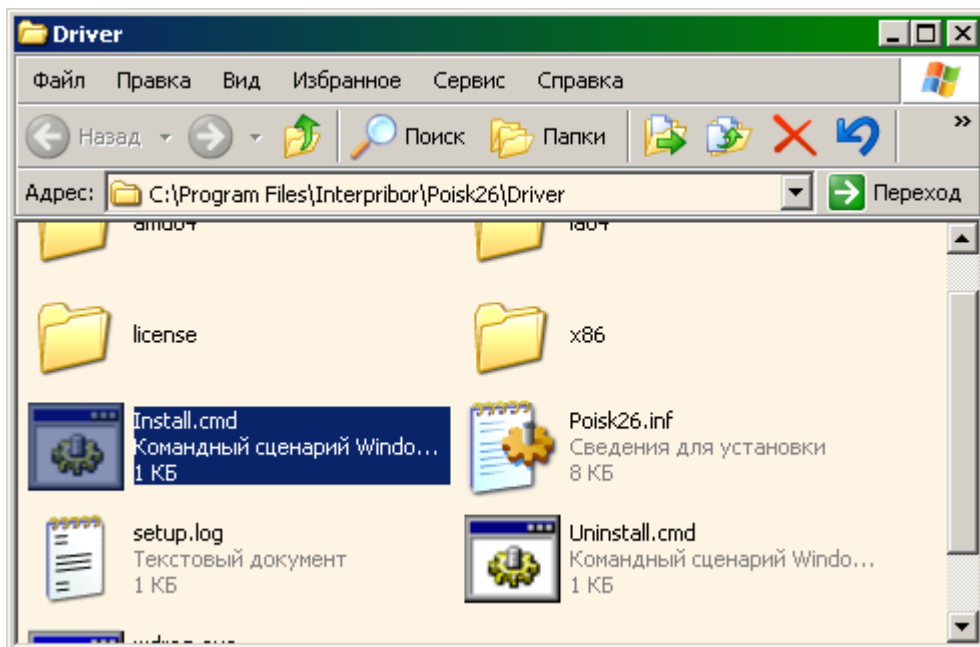 Driver
Файл Правка Вид Избранное Сервис Справка
Назад Поиск Папки »
Адрес: C:\Program Files\Interpribor\Poisk26\Driver Переход
amd64 ia64
license x86
Install.cmd
Командный сценарий Windo...
1 КБ
Poisk26.inf
Сведения для установки
8 КБ
setup.log
Текстовый документ
1 КБ
Uninstall.cmd
Командный сценарий Windo...
1 КБ